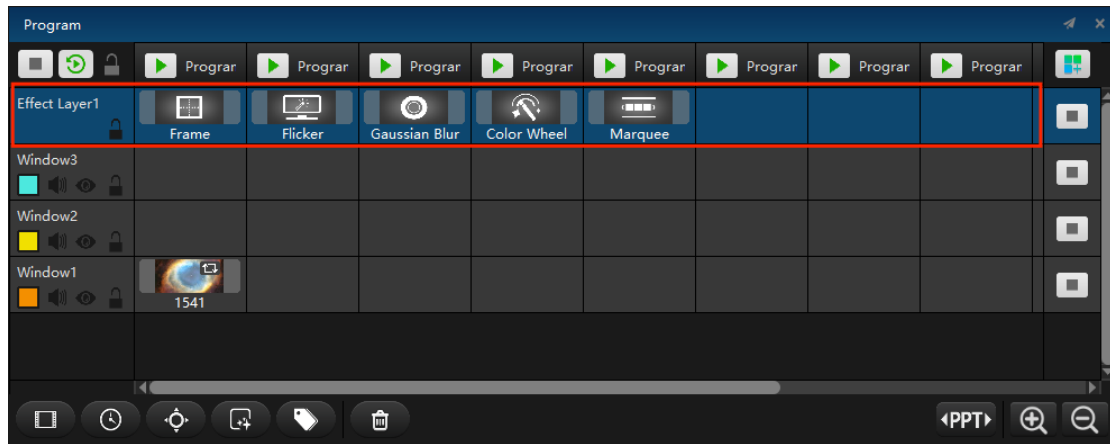 Program
Prograr Prograr Prograr Prograr Prograr Prograr Prograr Prograr
Effect Layer1
Frame Flicker Gaussian Blur Color Wheel Marquee
Window3
Window2
Window1
1541
PPT